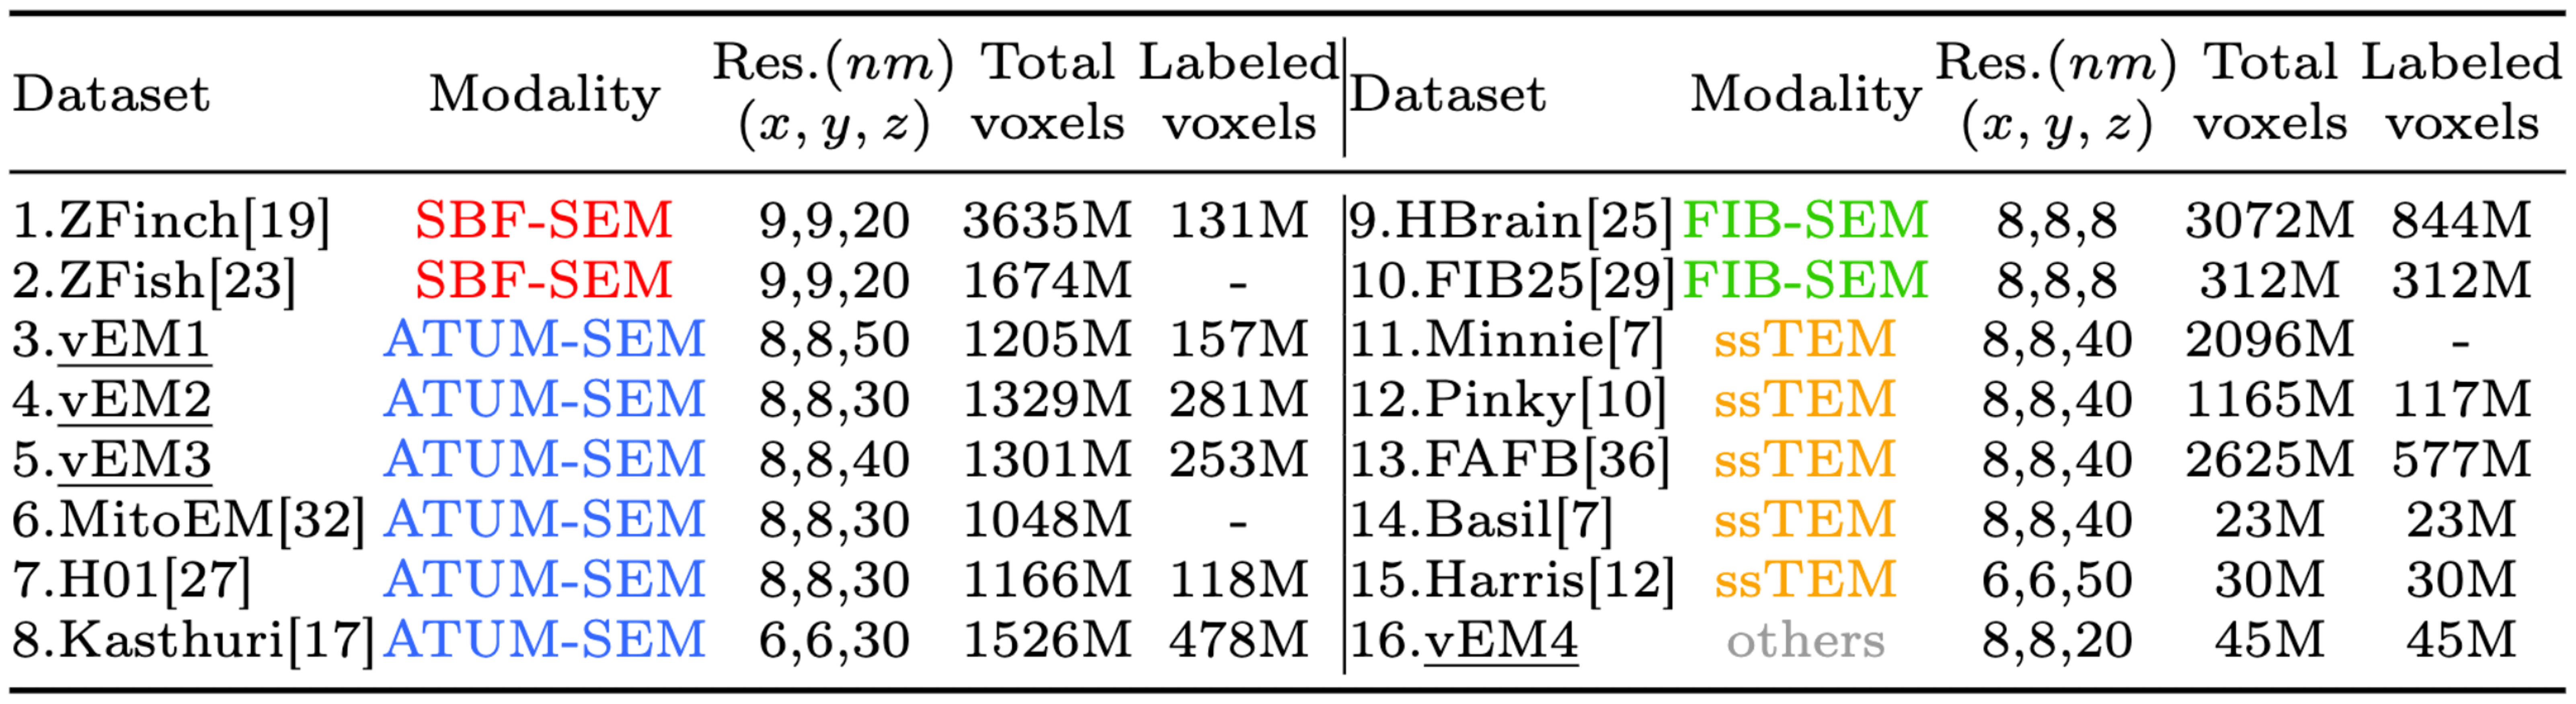 Dataset Modality Res.(nm) (x, y, z) Total voxels Labeled voxels Dataset Modality Res.(nm) (x, y, z) Total voxels Labeled voxels
1.ZFinch[19] SBF-SEM 9,9,20 3635M 131M 9.HBrain[25] FIB-SEM 8,8,8 3072M 844M
2.ZFish[23] SBF-SEM 9,9,20 1674M - 10.FIB25[29] FIB-SEM 8,8,8 312M 312M
3.vEM1 ATUM-SEM 8,8,50 1205M 157M 11.Minnie[7] ssTEM 8,8,40 2096M -
4.vEM2 ATUM-SEM 8,8,30 1329M 281M 12.Pinky[10] ssTEM 8,8,40 1165M 117M
5.vEM3 ATUM-SEM 8,8,40 1301M 253M 13.FAFB[36] ssTEM 8,8,40 2625M 577M
6.MitoEM[32] ATUM-SEM 8,8,30 1048M - 14.Basil[7] ssTEM 8,8,40 23M 23M
7.H01[27] ATUM-SEM 8,8,30 1166M 118M 15.Harris[12] ssTEM 6,6,50 30M 30M
8.Kasthuri[17] ATUM-SEM 6,6,30 1526M 478M 16.vEM4 others 8,8,20 45M 45M